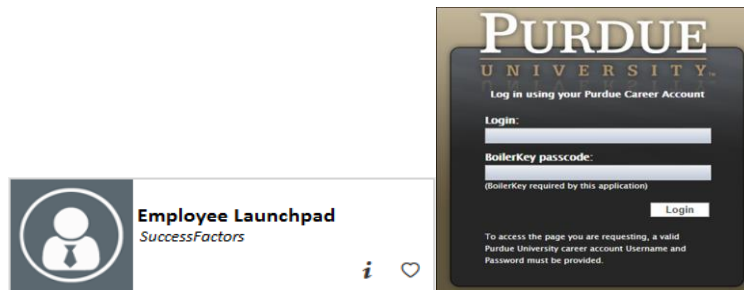 Employee Launchpad
SuccessFactors
i
PURDUE
UNIVERSITY™
Log in using your Purdue Career Account
Login:
BoilerKey passcode:
(BoilerKey required by this application)
Login
To access the page you are requesting, a valid
Purdue University career account Username and
Password must be provided.